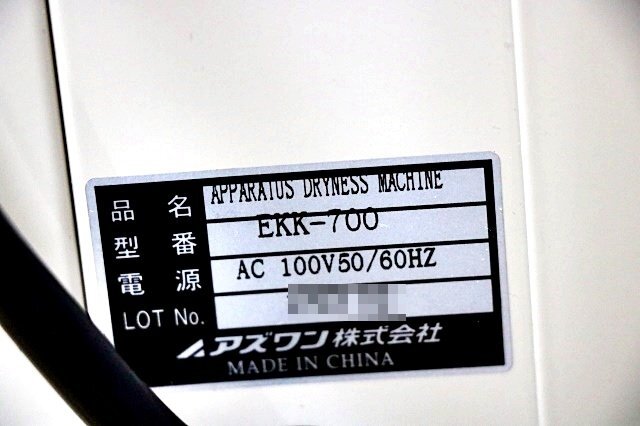 品名 APPARATUS DRYNESS MACHINE
型番 EKK-700
電源 AC 100V50/60HZ
LOT No.
アズワン株式会社
MADE IN CHINA